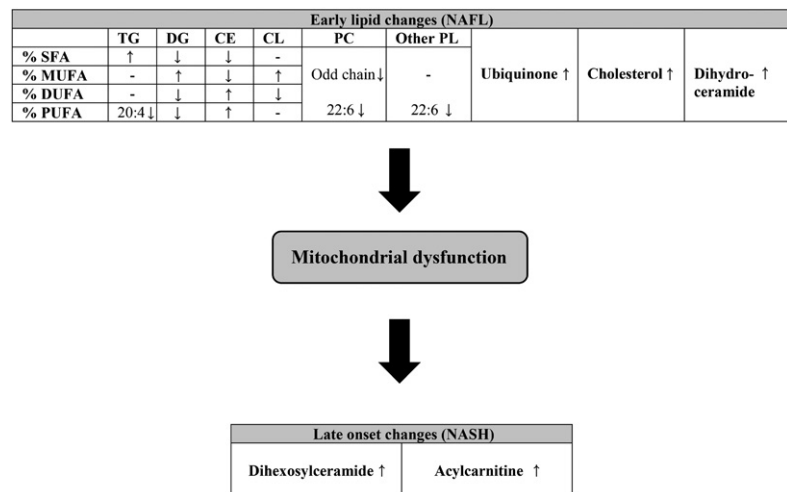 Early lipid changes (NAFL)
TG DG CE CL PC Other PL
% SFA ↑ ↓ ↓ -
% MUFA - ↑ ↓ ↑ Odd chain↓ - Ubiquinone ↑ Cholesterol ↑ Dihydro- ↑
ceramide
% DUFA - ↓ ↑ ↓
% PUFA 20:4↓ ↓ ↑ - 22:6 ↓ 22:6 ↓
Mitochondrial dysfunction
Late onset changes (NASH)
Dihexosylceramide ↑ Acylcarnitine ↑